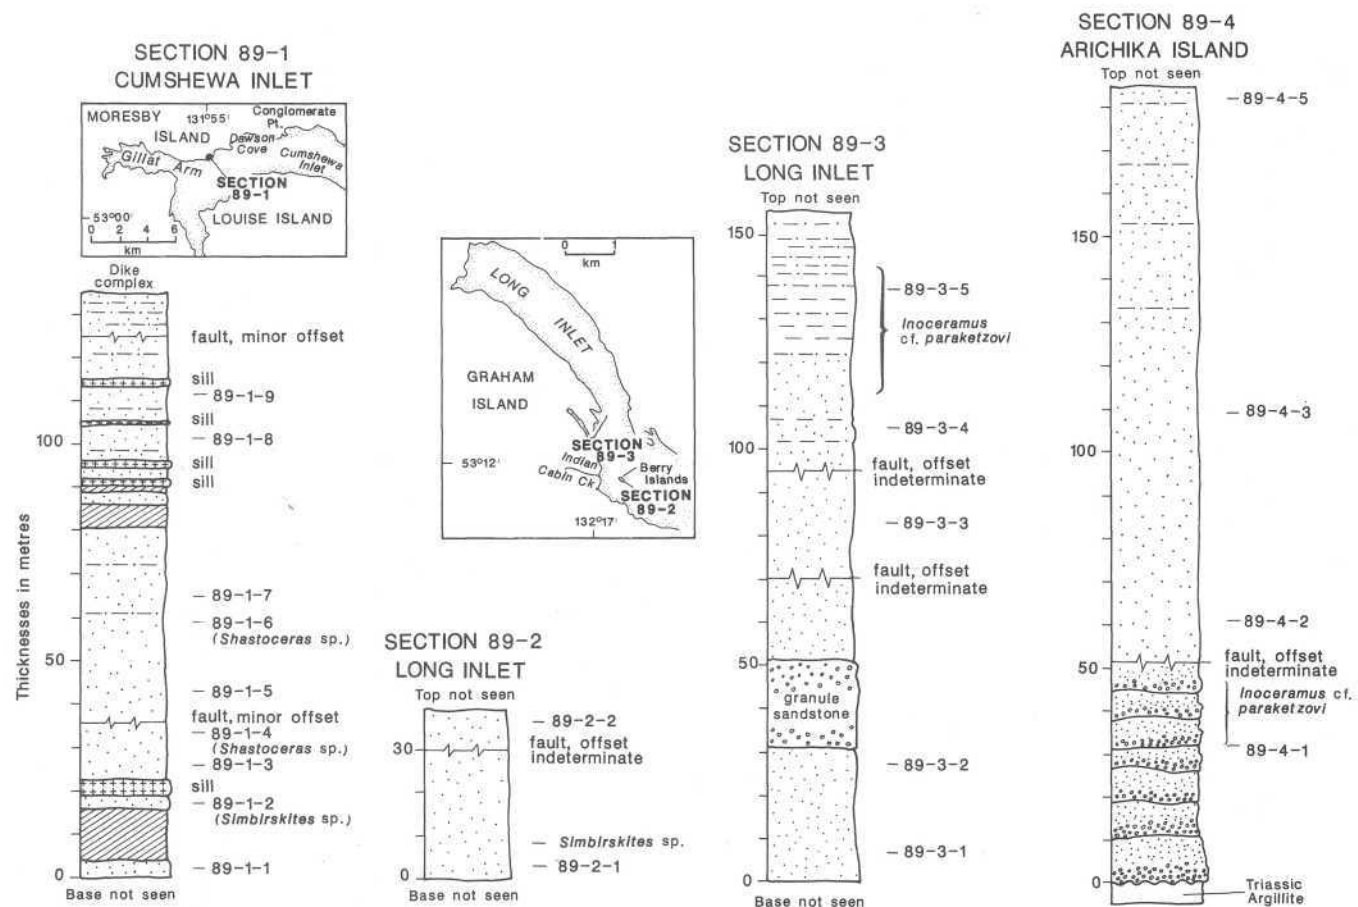 SECTION 89-1
CUMSHEWA INLET
MORESBY
ISLAND
131°55'
Conglomerate
Pt.
Dawson
Cove
Cumshewa
Inlet
Gillat
Arm
SECTION
89-1
53°00'
LOUISE ISLAND
0 2 4 6
km
Dike
complex
fault, minor offset
sill
89-1-9
sill
89-1-8
100
sill
sill
Thicknesses in metres
89-1-7
89-1-6
(Shastoceras sp.)
50
89-1-5
fault, minor offset
89-1-4
(Shastoceras sp.)
89-1-3
sill
89-1-2
(Simbirskites sp.)
89-1-1
0
Base not seen
0 1
km
LONG
INLET
GRAHAM
ISLAND
SECTION
89-3
53°12'
Indian
Cabin Ck
Berry
Islands
SECTION
89-2
132°17'
SECTION 89-2
LONG INLET
Top not seen
89-2-2
30
fault, offset
indeterminate
Simbirskites sp.
89-2-1
0
Base not seen
SECTION 89-3
LONG INLET
Top not seen
150
89-3-5
Inoceramus
cf. paraketzovi
89-3-4
100
fault, offset
indeterminate
89-3-3
fault, offset
indeterminate
50
granule
sandstone
89-3-2
89-3-1
0
Base not seen
SECTION 89-4
ARICHIKA ISLAND
Top not seen
89-4-5
150
89-4-3
100
89-4-2
fault, offset
indeterminate
50
Inoceramus cf.
paraketzovi
89-4-1
0
Triassic
Argillite